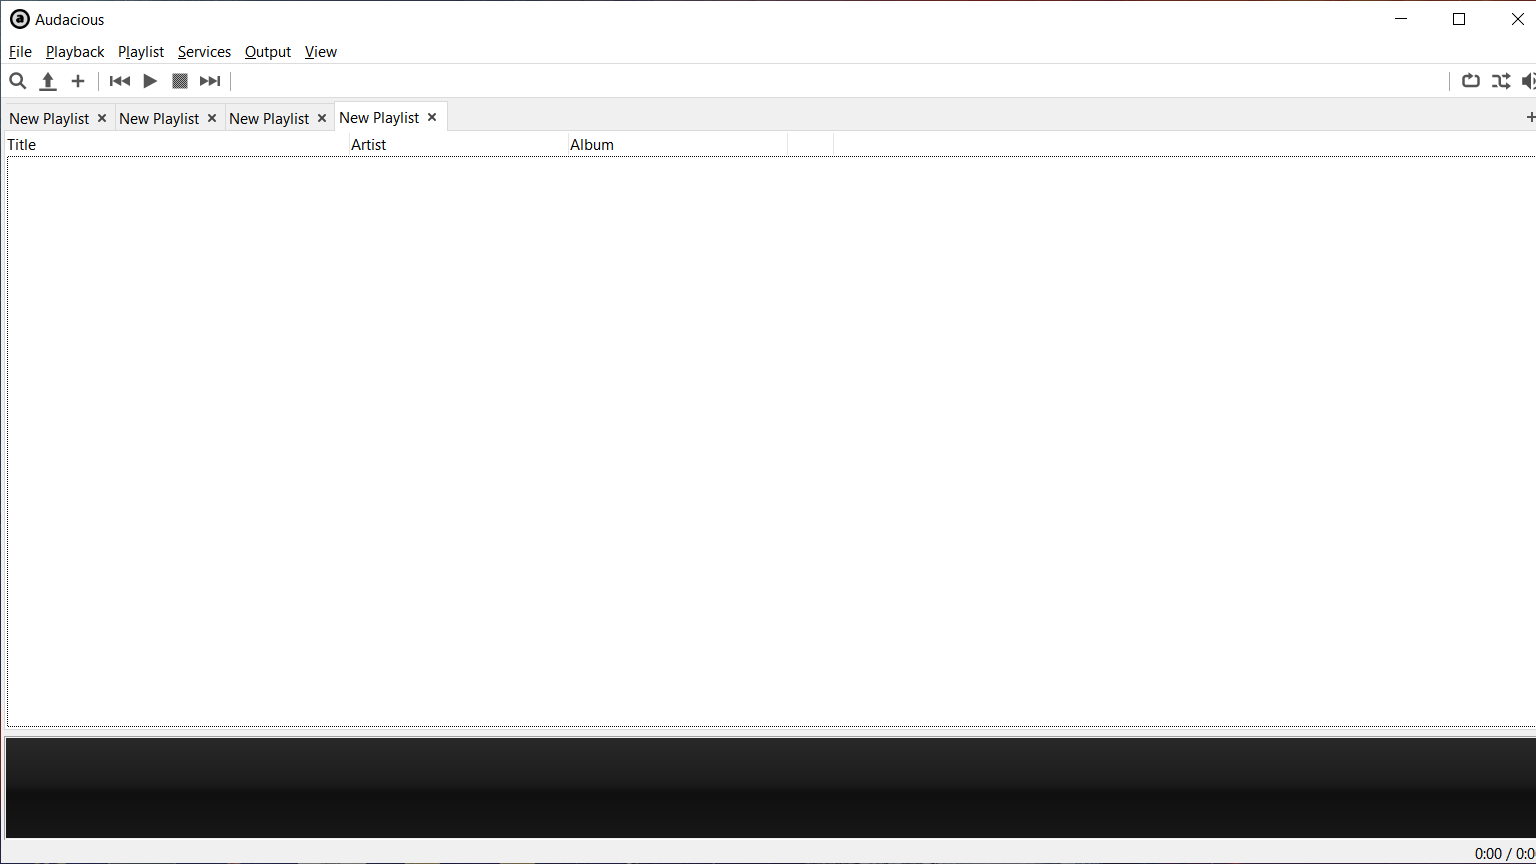 Audacious
File Playback Playlist Services Output View
New Playlist New Playlist New Playlist New Playlist
Title Artist Album
0:00 / 0:0